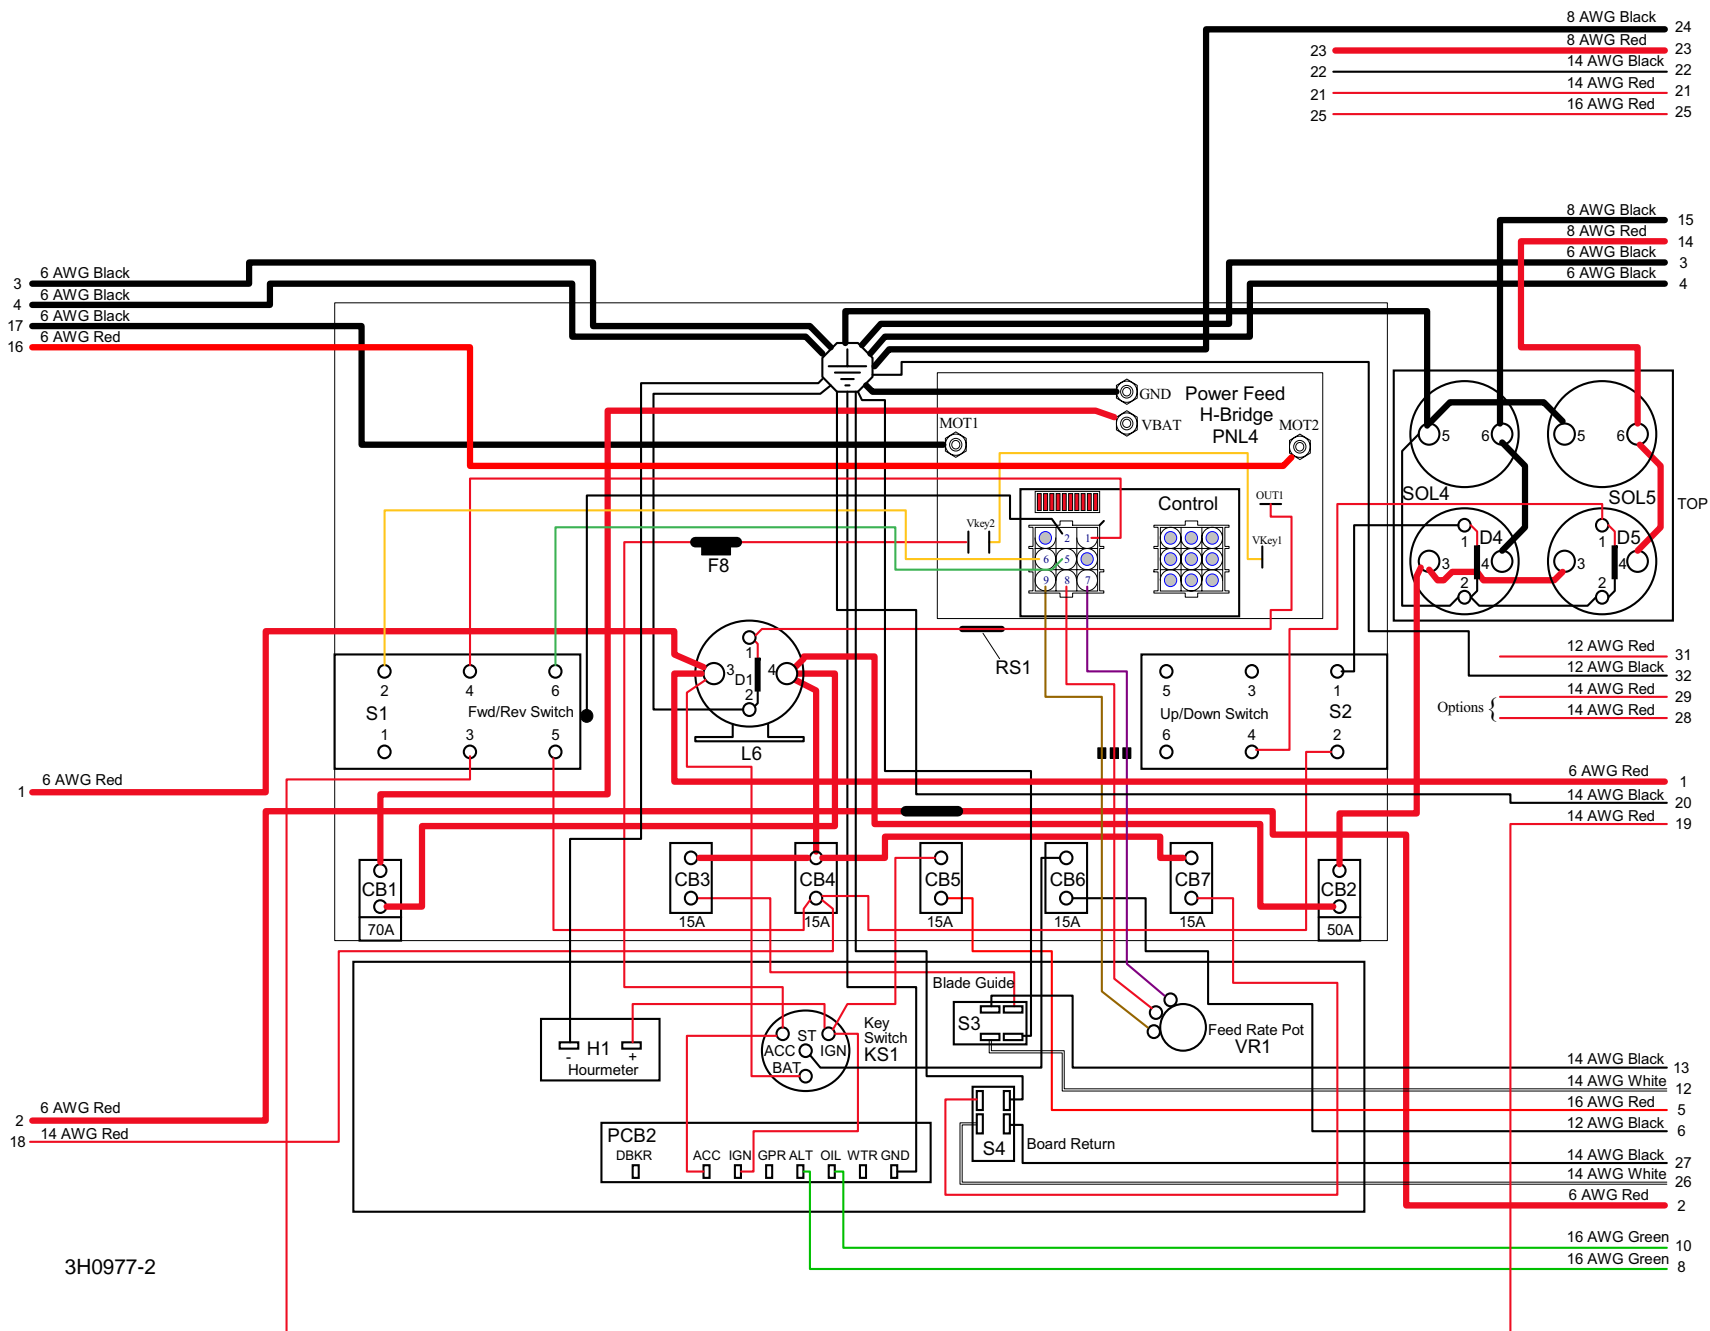 8 AWG Black 24
23 8 AWG Red 23
22 14 AWG Black 22
21 14 AWG Red 21
25 16 AWG Red 25
8 AWG Black 15
8 AWG Red 14
6 AWG Black 3
6 AWG Black 4
3 6 AWG Black
4 6 AWG Black
17 6 AWG Black
16 6 AWG Red
GND
VBAT
MOT1
MOT2
Power Feed
H-Bridge
PNL4
Control
OUT1
Vkey2
VKey1
2 1
6 5
9 8 7
F8
RS1
5 6 5 6
SOL4 SOL5
TOP
D4 D5
1 1
3 4 3 4
2 2
12 AWG Red 31
12 AWG Black 32
14 AWG Red 29
Options {
14 AWG Red 28
2 4 6
S1 Fwd/Rev Switch
1 3 5
1
3 D1 4
2
L6
5 3 1
Up/Down Switch S2
6 4 2
1 6 AWG Red
6 AWG Red 1
14 AWG Black 20
14 AWG Red 19
CB1
70A
CB3
15A
CB4
15A
CB5
15A
CB6
15A
CB7
15A
CB2
50A
Blade Guide
S3
Feed Rate Pot
VR1
Key
Switch
KS1
ST
ACC IGN
BAT
- H1 +
Hourmeter
2 6 AWG Red
18 14 AWG Red
PCB2
DBKR ACC IGN GPR ALT OIL WTR GND
S4
Board Return
14 AWG Black 13
14 AWG White 12
16 AWG Red 5
12 AWG Black 6
14 AWG Black 27
14 AWG White 26
6 AWG Red 2
16 AWG Green 10
16 AWG Green 8
3H0977-2